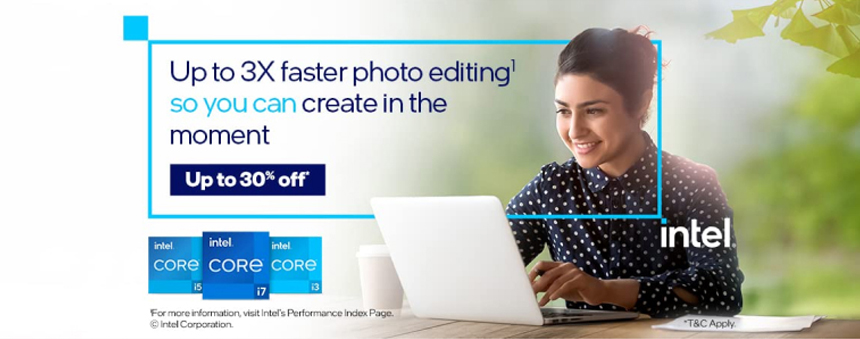 Up to 3X faster photo editing¹
so you can create in the
moment
Up to 30% off*
intel.
intel. intel. intel.
CORE CORE CORE
i5 i7 i3
¹For more information, visit Intel's Performance Index Page.
© Intel Corporation.
*T&C Apply.